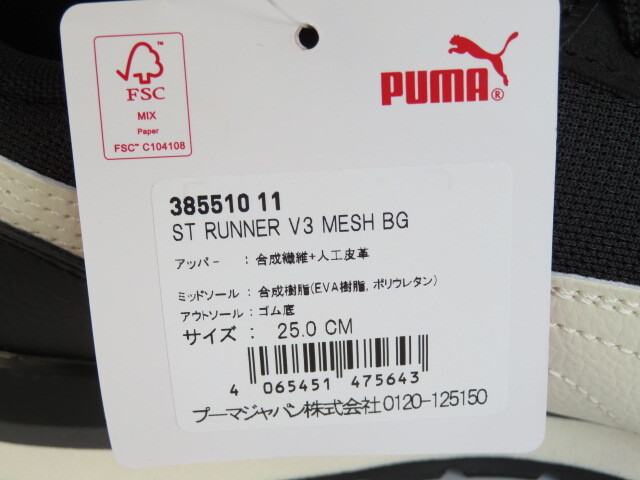 FSC
MIX
Paper
FSC™ C104108
PUMA®
385510 11
ST RUNNER V3 MESH BG
アッパー : 合成繊維+人工皮革
ミッドソール : 合成樹脂(EVA樹脂, ポリウレタン)
アウトソール : ゴム底
サイズ : 25.0 CM
4 065451 475643
プーマジャパン株式会社0120-125150